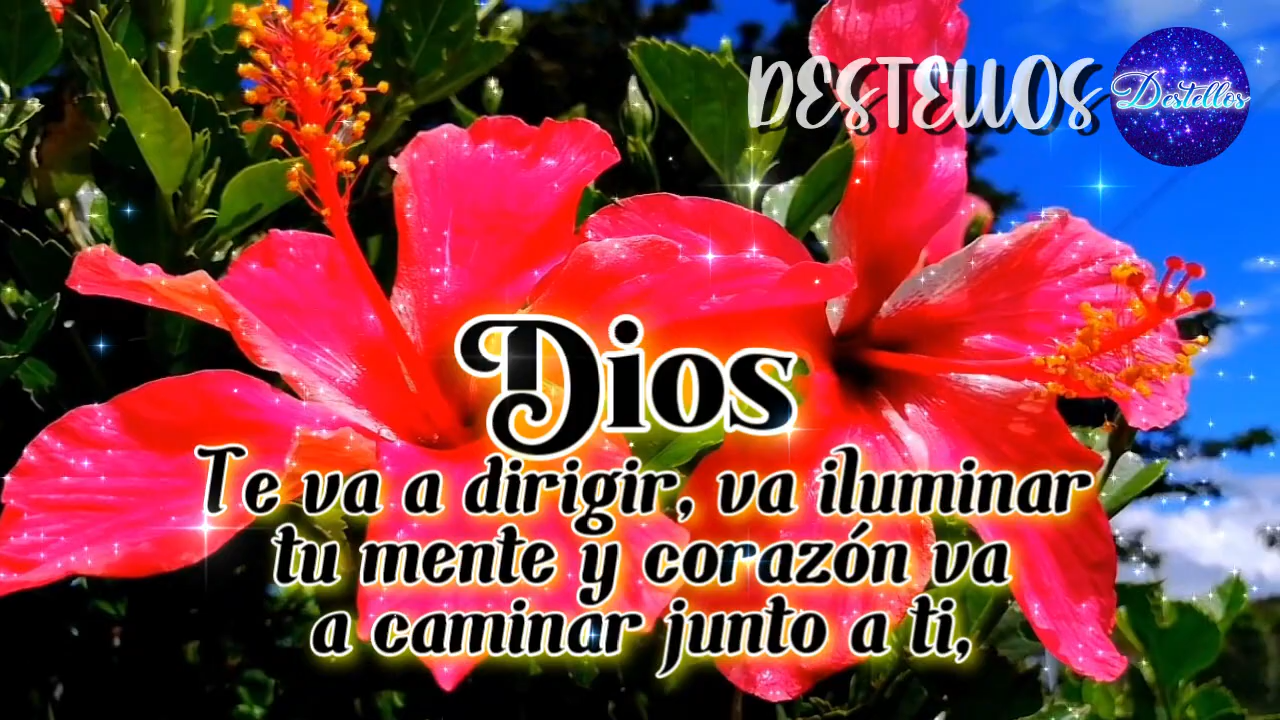 DESTELLOS
Destellos
Dios
Te va a dirigir, va iluminar
tu mente y corazón va
a caminar junto a ti,